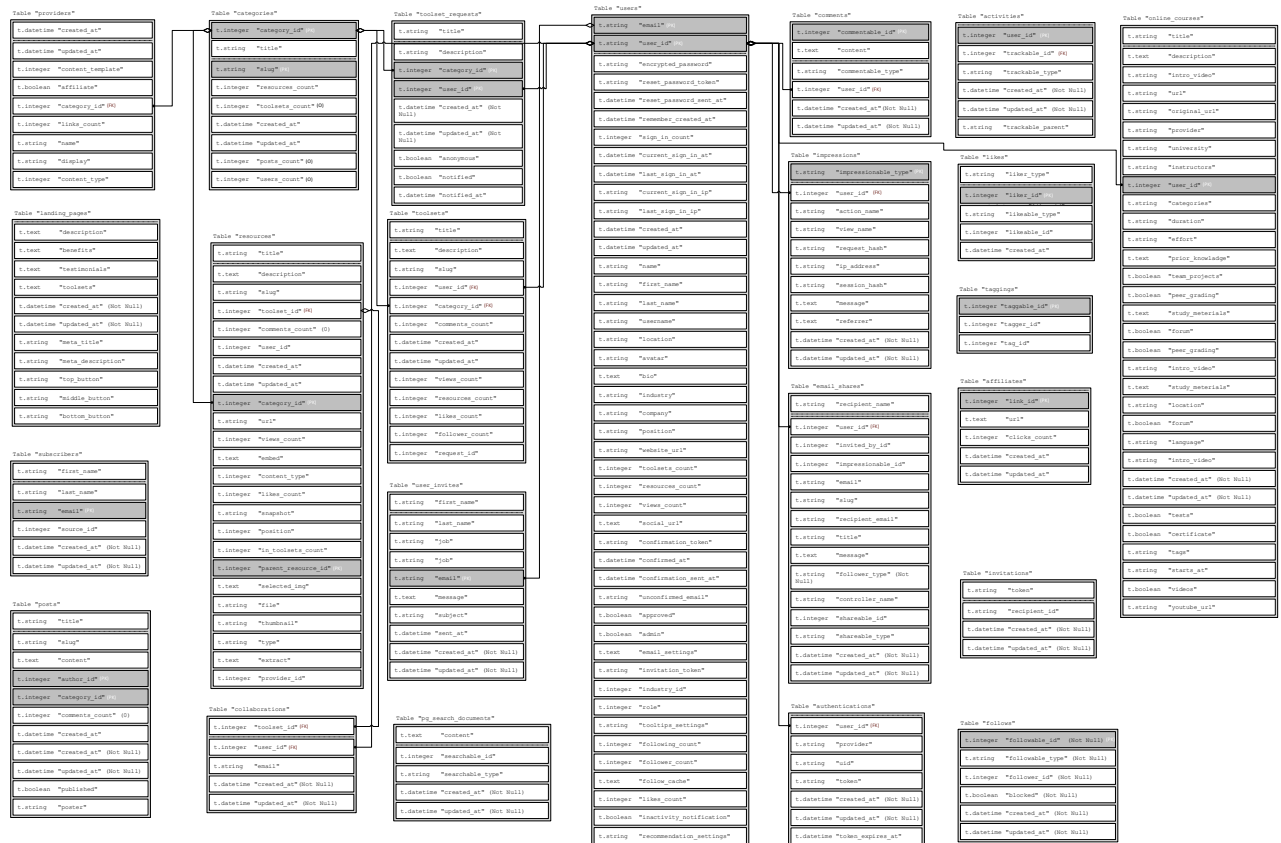 Table "providers"
t.datetime "created_at"
t.datetime "updated_at"
t.integer "content_template"
t.boolean "affiliate"
t.integer "category_id" (FK)
t.integer "links_count"
t.string "name"
t.string "display"
t.integer "content_type"
Table "categories"
t.integer "category_id"
t.string "title"
t.string "slug"
t.integer "resources_count"
t.integer "toolsets_count" (0)
t.datetime "created_at"
t.datetime "updated_at"
t.integer "posts_count" (0)
t.integer "users_count" (0)
Table "toolset_requests"
t.string "title"
t.string "description"
t.integer "category_id"
t.integer "user_id"
t.datetime "created_at" (Not
Null)
t.datetime "updated_at" (Not
Null)
t.boolean "anonymous"
t.boolean "notified"
t.datetime "notified_at"
Table "users"
t.string "email"
t.string "user_id"
t.string "encrypted_password"
t.string "reset_password_token"
t.datetime "reset_password_sent_at"
t.datetime "remember_created_at"
t.integer "sign_in_count"
t.datetime "current_sign_in_at"
t.datetime "last_sign_in_at"
t.string "current_sign_in_ip"
t.string "last_sign_in_ip"
t.datetime "created_at"
t.datetime "updated_at"
t.string "name"
t.string "first_name"
t.string "last_name"
t.string "username"
t.string "location"
t.string "avatar"
t.text "bio"
t.string "industry"
t.string "company"
t.string "position"
t.string "website_url"
t.integer "toolsets_count"
t.integer "resources_count"
t.integer "views_count"
t.text "social_url"
t.string "confirmation_token"
t.datetime "confirmed_at"
t.datetime "confirmation_sent_at"
t.string "unconfirmed_email"
t.boolean "approved"
t.boolean "admin"
t.text "email_settings"
t.string "invitation_token"
t.integer "industry_id"
t.integer "role"
t.string "tooltips_settings"
t.integer "following_count"
t.integer "follower_count"
t.text "follow_cache"
t.integer "likes_count"
t.boolean "inactivity_notification"
t.string "recommendation_settings"
Table "comments"
t.integer "commentable_id"
t.text "content"
t.string "commentable_type"
t.integer "user_id" (FK)
t.datetime "created_at"(Not Null)
t.datetime "updated_at" (Not Null)
Table "activities"
t.integer "user_id"
t.integer "trackable_id" (FK)
t.string "trackable_type"
t.datetime "created_at" (Not Null)
t.datetime "updated_at" (Not Null)
t.string "trackable_parent"
Table "online_courses"
t.string "title"
t.text "description"
t.string "intro_video"
t.string "url"
t.string "original_url"
t.string "provider"
t.string "university"
t.string "instructors"
t.integer "user_id"
t.string "categories"
t.string "duration"
t.string "effort"
t.text "prior_knowladge"
t.boolean "team_projects"
t.boolean "peer_grading"
t.text "study_meterials"
t.boolean "forum"
t.boolean "peer_grading"
t.string "intro_video"
t.text "study_meterials"
t.string "location"
t.boolean "forum"
t.string "language"
t.string "intro_video"
t.datetime "created_at" (Not Null)
t.datetime "updated_at" (Not Null)
t.boolean "tests"
t.boolean "certificate"
t.string "tags"
t.string "starts_at"
t.boolean "videos"
t.string "youtube_url"
Table "landing_pages"
t.text "description"
t.text "benefits"
t.text "testimonials"
t.text "toolsets"
t.datetime "created_at" (Not Null)
t.datetime "updated_at" (Not Null)
t.string "meta_title"
t.string "meta_description"
t.string "top_button"
t.string "middle_button"
t.string "bottom_button"
Table "resources"
t.string "title"
t.text "description"
t.string "slug"
t.integer "toolset_id" (FK)
t.integer "comments_count" (0)
t.integer "user_id"
t.datetime "created_at"
t.datetime "updated_at"
t.integer "category_id"
t.string "url"
t.integer "views_count"
t.text "embed"
t.integer "content_type"
t.integer "likes_count"
t.string "snapshot"
t.integer "position"
t.integer "in_toolsets_count"
t.integer "parent_resource_id"
t.text "selected_img"
t.string "file"
t.string "thumbnail"
t.string "type"
t.text "extract"
t.integer "provider_id"
Table "toolsets"
t.string "title"
t.text "description"
t.string "slug"
t.integer "user_id" (FK)
t.integer "category_id" (FK)
t.integer "comments_count"
t.datetime "created_at"
t.datetime "updated_at"
t.integer "views_count"
t.integer "resources_count"
t.integer "likes_count"
t.integer "follower_count"
t.integer "request_id"
Table "impressions"
t.string "impressionable_type"
t.integer "user_id" (FK)
t.string "action_name"
t.string "view_name"
t.string "request_hash"
t.string "ip_address"
t.string "session_hash"
t.text "message"
t.text "referrer"
t.datetime "created_at" (Not Null)
t.datetime "updated_at" (Not Null)
Table "likes"
t.string "liker_type"
t.integer "liker_id"
t.string "likeable_type"
t.integer "likeable_id"
t.datetime "created_at"
Table "taggings"
t.integer "taggable_id"
t.integer "tagger_id"
t.integer "tag_id"
Table "subscribers"
t.string "first_name"
t.string "last_name"
t.string "email"
t.integer "source_id"
t.datetime "created_at" (Not Null)
t.datetime "updated_at" (Not Null)
Table "user_invites"
t.string "first_name"
t.string "last_name"
t.string "job"
t.string "job"
t.string "email"
t.text "message"
t.string "subject"
t.datetime "sent_at"
t.datetime "created_at" (Not Null)
t.datetime "updated_at" (Not Null)
Table "email_shares"
t.string "recipient_name"
t.integer "user_id" (FK)
t.integer "invited_by_id"
t.integer "impressionable_id"
t.string "email"
t.string "slug"
t.string "recipient_email"
t.string "title"
t.text "message"
t.string "follower_type" (Not
Null)
t.string "controller_name"
t.integer "shareable_id"
t.string "shareable_type"
t.datetime "created_at" (Not Null)
t.datetime "updated_at" (Not Null)
Table "affiliates"
t.integer "link_id"
t.text "url"
t.integer "clicks_count"
t.datetime "created_at"
t.datetime "updated_at"
Table "invitations"
t.string "token"
t.string "recipient_id"
t.datetime "created_at" (Not Null)
t.datetime "updated_at" (Not Null)
Table "posts"
t.string "title"
t.string "slug"
t.text "content"
t.integer "author_id"
t.integer "category_id"
t.integer "comments_count" (0)
t.datetime "created_at"
t.datetime "created_at" (Not Null)
t.datetime "updated_at" (Not Null)
t.boolean "published"
t.string "poster"
Table "collaborations"
t.integer "toolset_id" (FK)
t.integer "user_id" (FK)
t.string "email"
t.datetime "created_at"(Not Null)
t.datetime "updated_at" (Not Null)
Table "pq_search_documents"
t.text "content"
t.integer "searchable_id"
t.string "searchable_type"
t.datetime "created_at" (Not Null)
t.datetime "updated_at" (Not Null)
Table "authentications"
t.integer "user_id" (FK)
t.string "provider"
t.string "uid"
t.string "token"
t.datetime "created_at" (Not Null)
t.datetime "updated_at" (Not Null)
t.datetime "token_expires_at"
Table "follows"
t.integer "followable_id" (Not Null)
t.string "followable_type" (Not Null)
t.integer "follower_id" (Not Null)
t.boolean "blocked" (Not Null)
t.datetime "created_at" (Not Null)
t.datetime "updated_at" (Not Null)